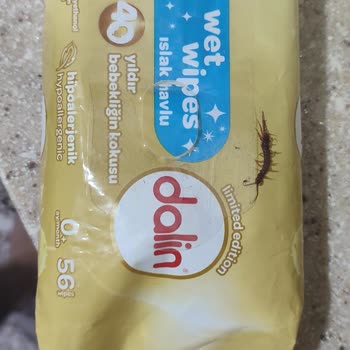 wet
wipes
ıslak havlu
40
yıldır
bebekliğin kokusu
hipoalerjenik
hypoallergenic
limited edition
dalin
0+
56